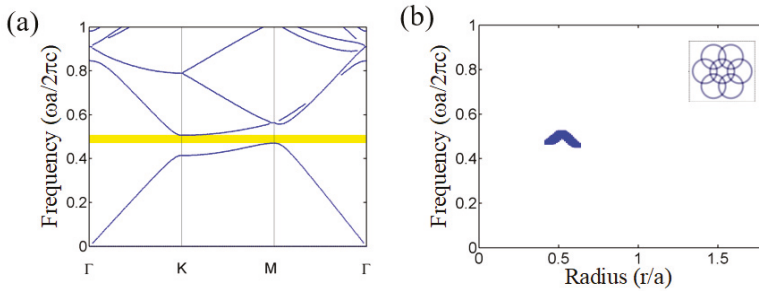 (a)
Frequency (ωa/2πc)
1
0.8
0.6
0.4
0.2
0
Γ K M Γ
(b)
Frequency (ωa/2πc)
1
0.8
0.6
0.4
0.2
0
0 0.5 1 1.5
Radius (r/a)